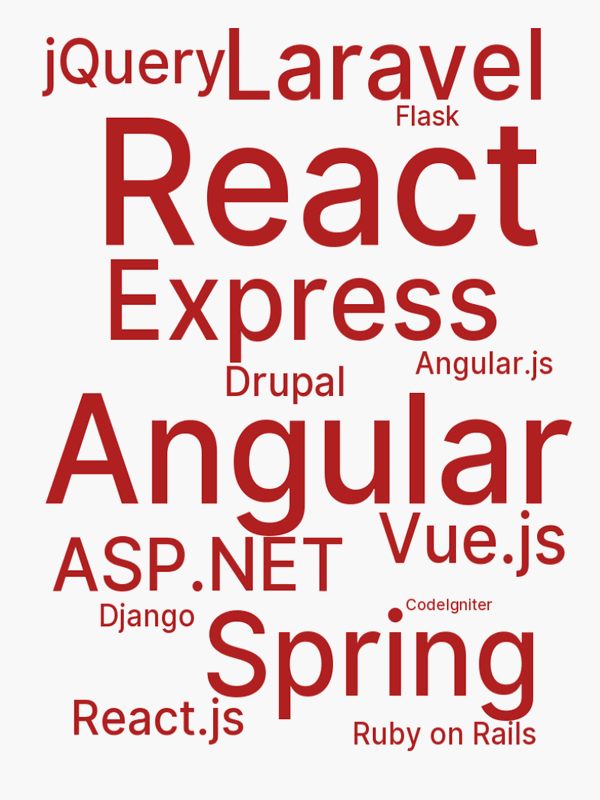 jQuery
Laravel
Flask
React
Express
Angular.js
Drupal
Angular
Vue.js
ASP.NET
CodeIgniter
Django
Spring
React.js
Ruby on Rails